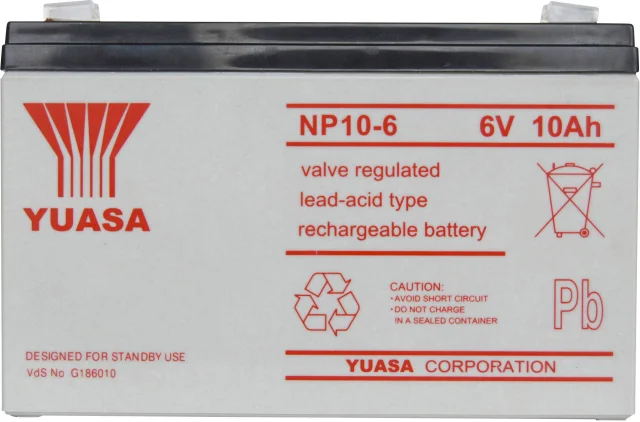 YUASA
NP10-6 6V 10Ah
valve regulated
lead-acid type
rechargeable battery
CAUTION:
• AVOID SHORT CIRCUIT
• DO NOT CHARGE
IN A SEALED CONTAINER
Pb
DESIGNED FOR STANDBY USE
VdS No G186010
YUASA CORPORATION